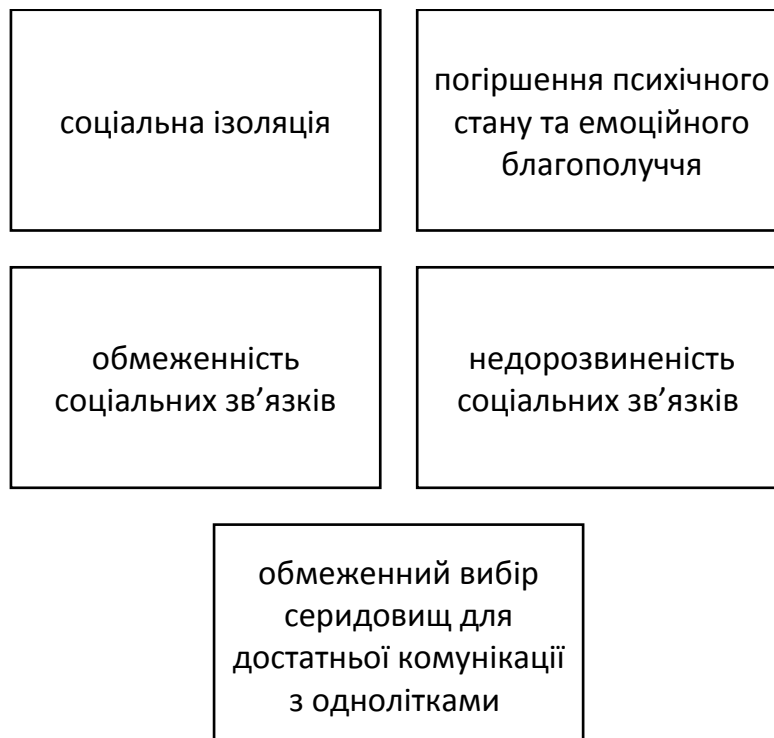 соціальна ізоляція
погіршення психічного
стану та емоційного
благополуччя
обмеженність
соціальних зв’язків
недорозвиненість
соціальних зв’язків
обмеженний вибір
серидовищ для
достатньої комунікації
з однолітками